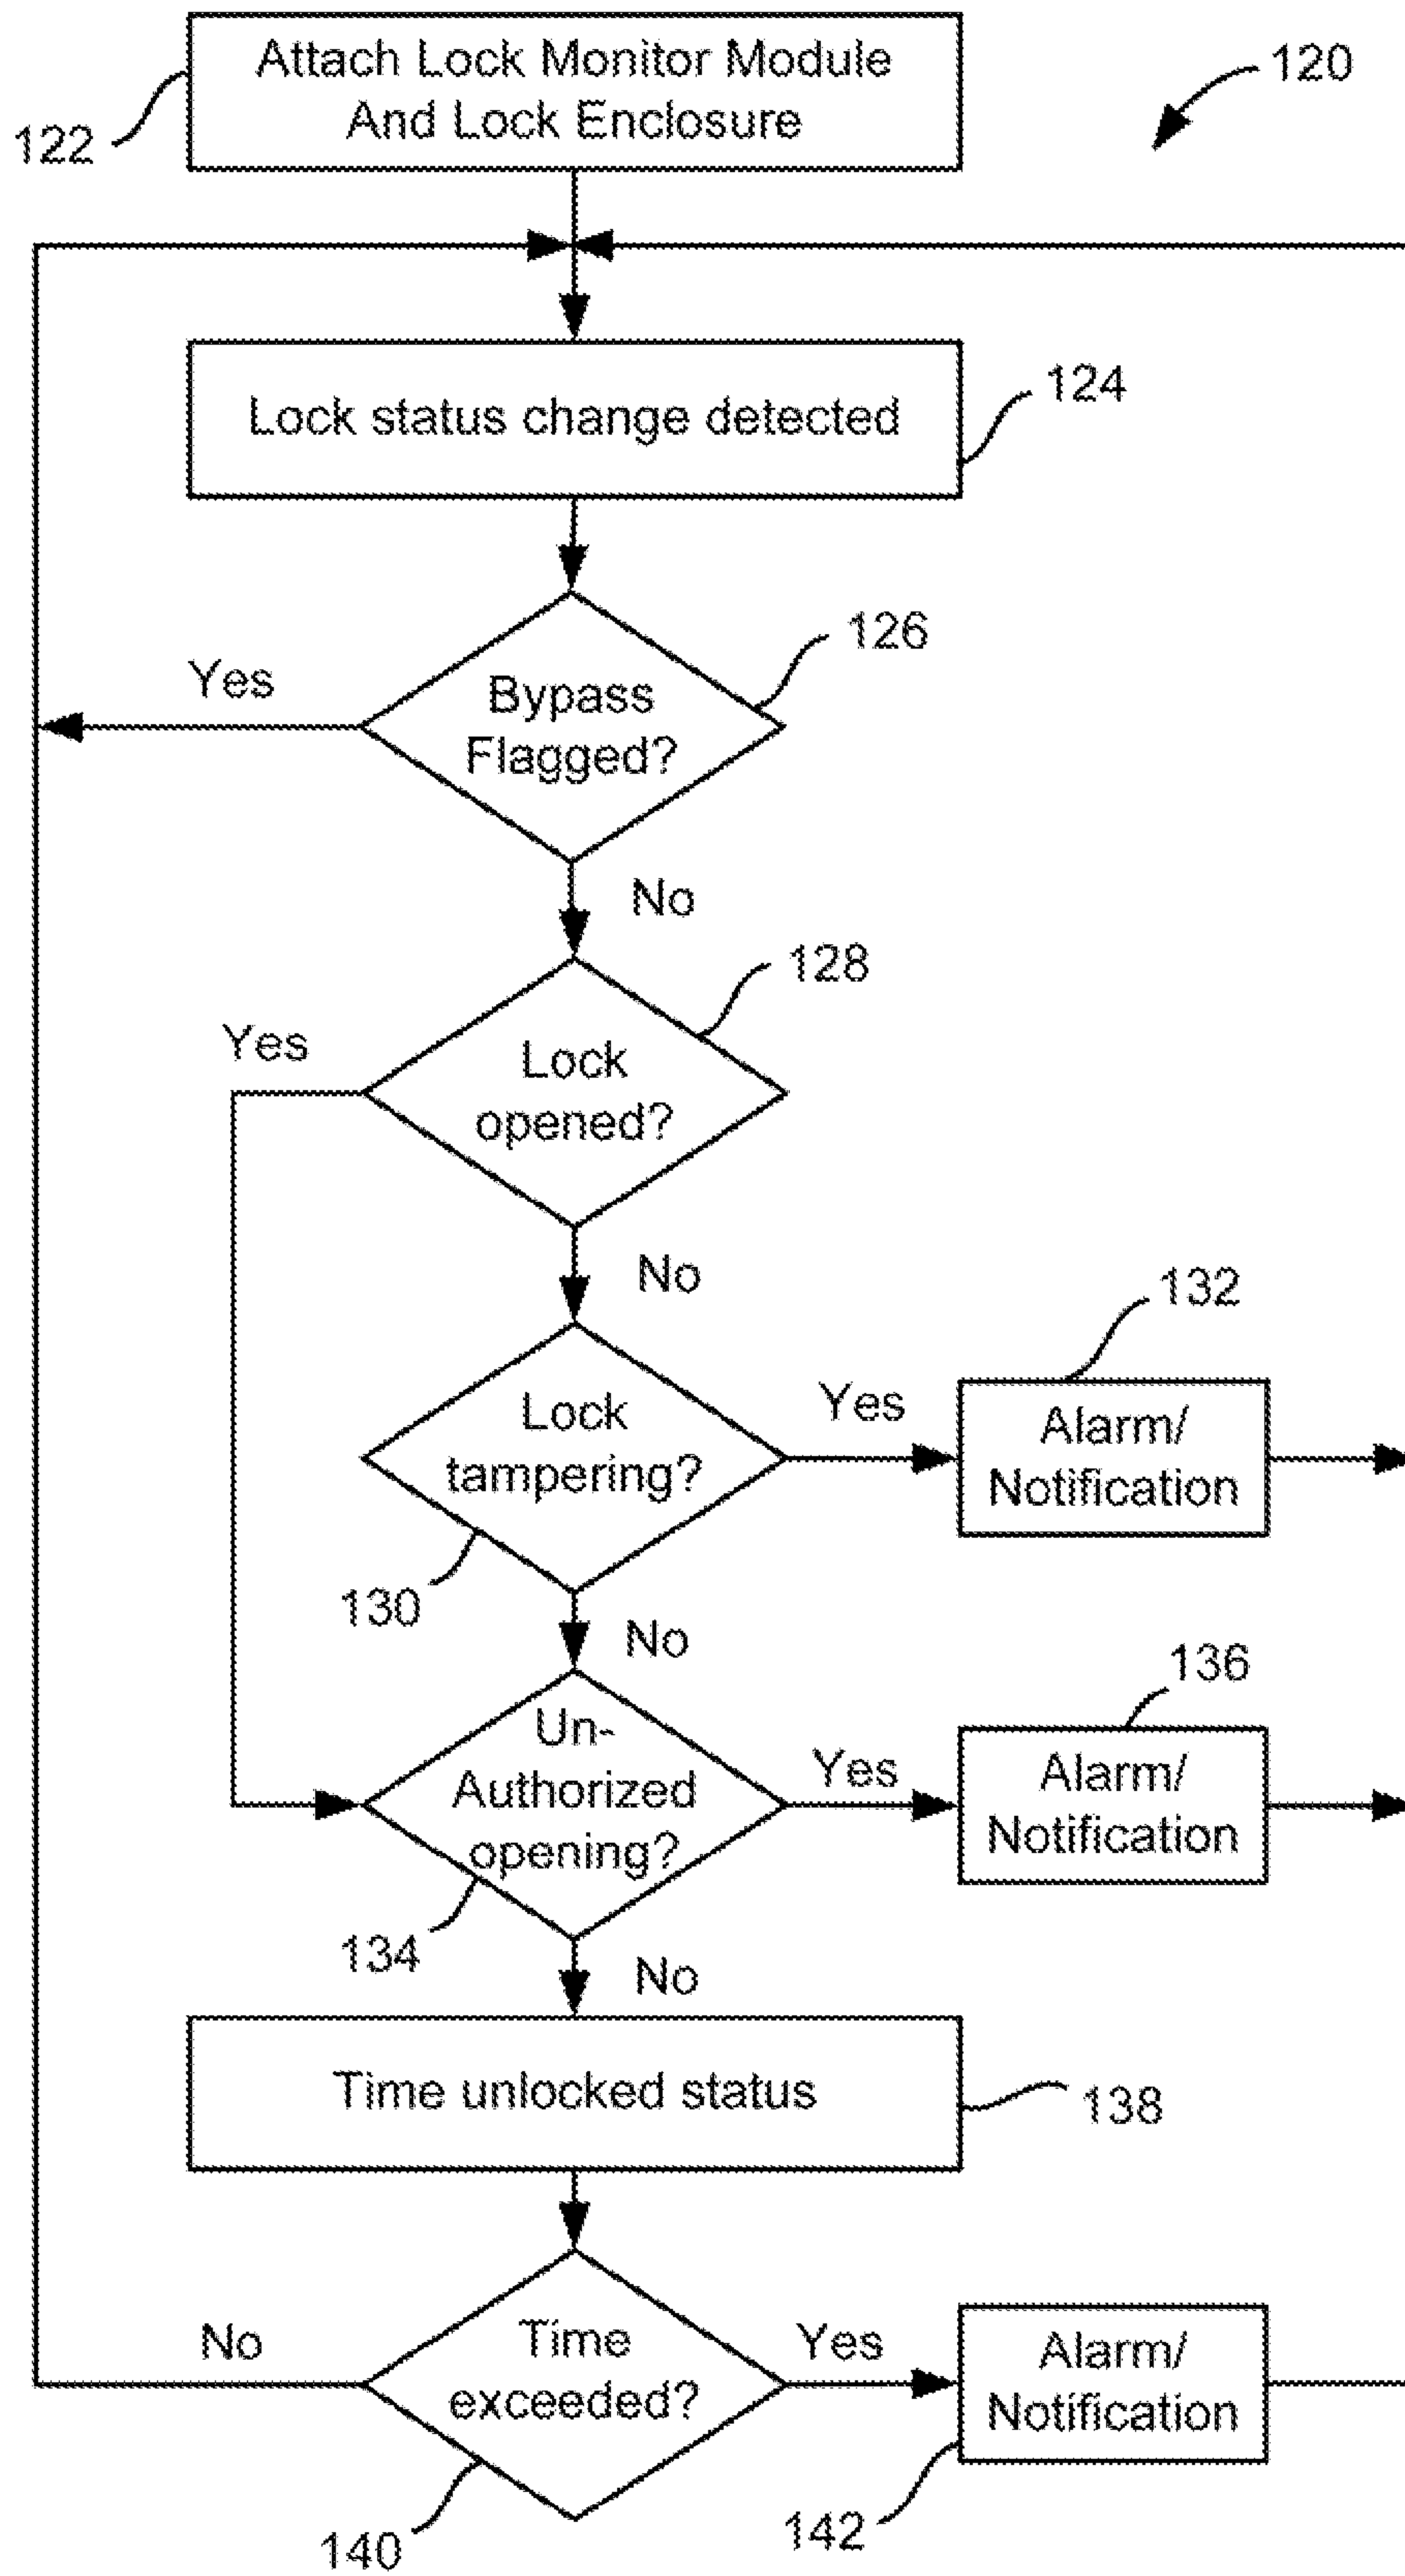 Attach Lock Monitor Module
And Lock Enclosure
120
122
Lock status change detected
124
126
Yes
Bypass
Flagged?
No
128
Yes
Lock
opened?
No
132
Lock
tampering?
Yes
Alarm/
Notification
130
No
136
Un-
Authorized
opening?
Yes
Alarm/
Notification
134
No
Time unlocked status
138
No
Time
exceeded?
Yes
Alarm/
Notification
140
142